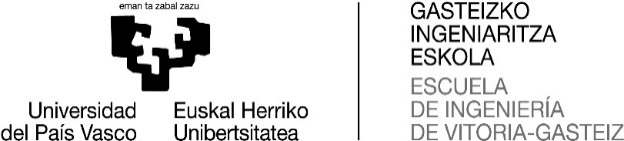 eman ta zabal zazu
Universidad
del País Vasco
Euskal Herriko
Unibertsitatea
GASTEIZKO
INGENIARITZA
ESKOLA
ESCUELA
DE INGENIERÍA
DE VITORIA-GASTEIZ